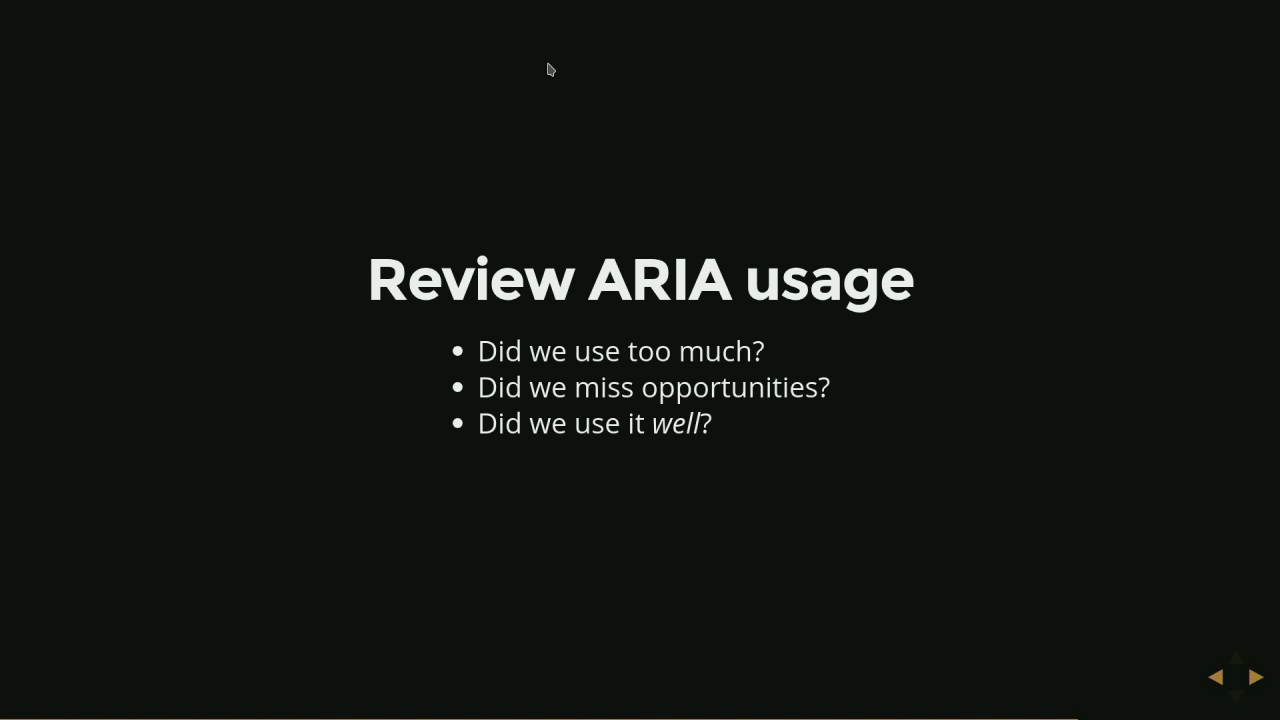 Review ARIA usage
Did we use too much?
Did we miss opportunities?
Did we use it well?